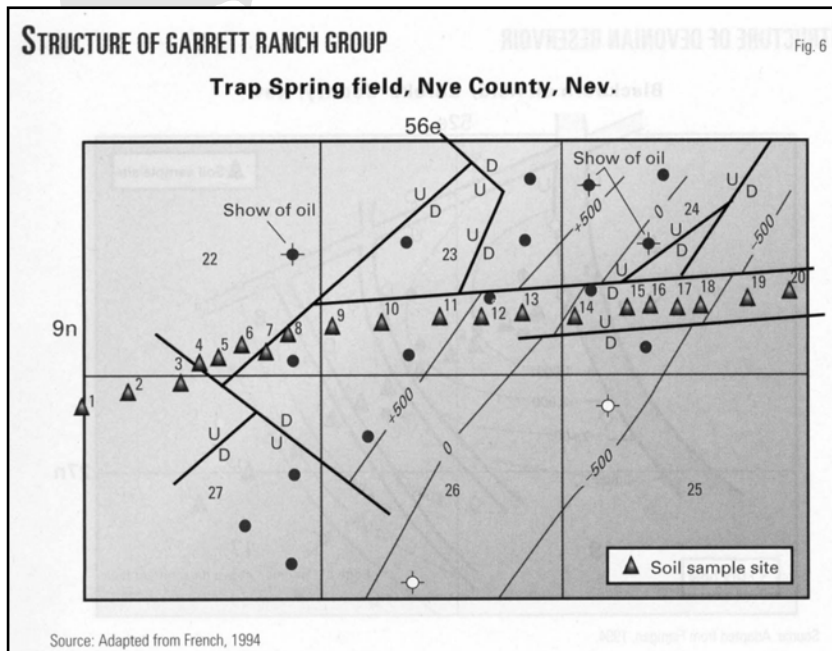 STRUCTURE OF GARRETT RANCH GROUP
Fig. 6
Trap Spring field, Nye County, Nev.
56e
D
U
U
D
Show of oil
U
D
Show of oil
+500
0
U
D
24
-500
22
23
U
D
U
D
U
D
9n
1
2
3
4
5
6
7
8
9
10
11
12
13
14
15
16
17
18
19
20
U
D
+500
0
-500
U
D
D
U
27
26
25
Soil sample site
Source: Adapted from French, 1994